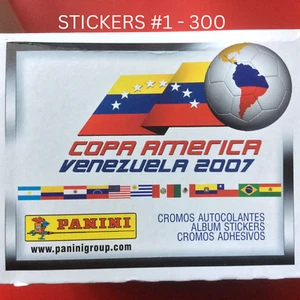 STICKERS #1 - 300
COPA AMERICA
VENEZUELA 2007
PANINI
www.paninigroup.com
CROMOS AUTOCOLANTES
ALBUM STICKERS
CROMOS ADHESIVOS